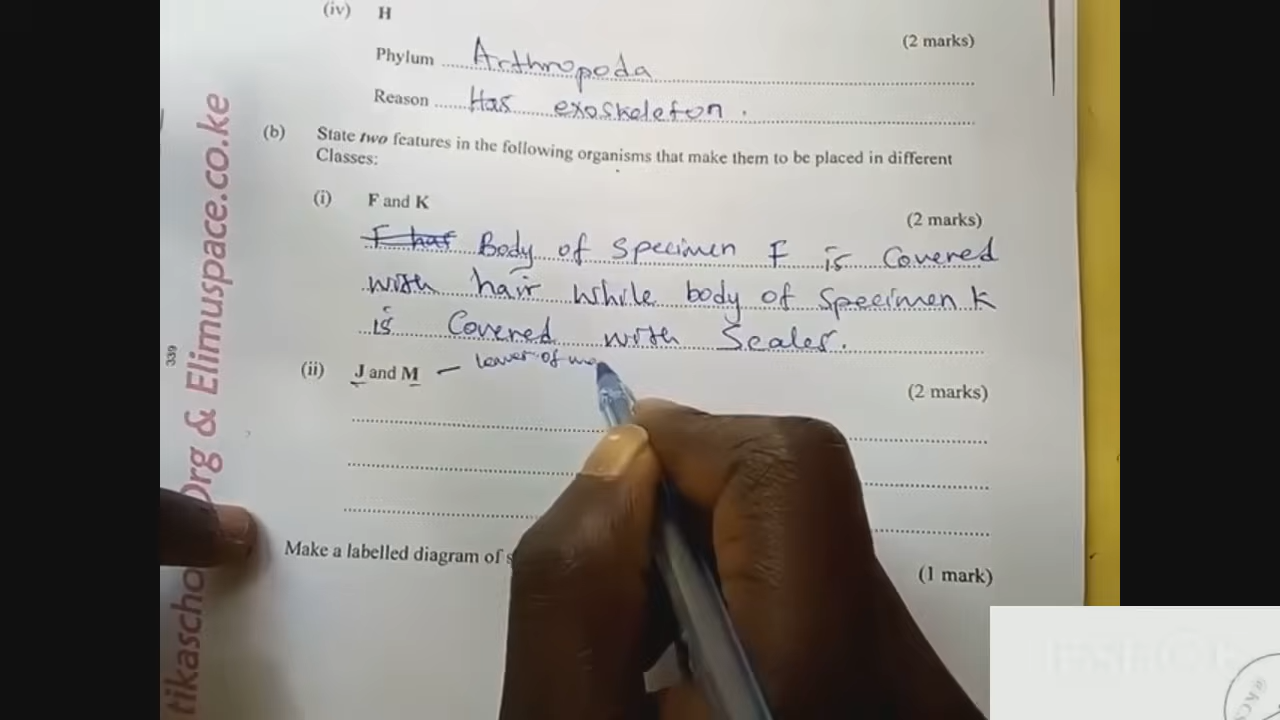 (iv) H
(2 marks)
Phylum Arthropoda
Reason Has exoskeleton.
(b) State two features in the following organisms that make them to be placed in different
Classes:
(i) F and K
(2 marks)
F has Body of Specimen F is Covered
with hair while body of Specimen K
is Covered with Scales.
(ii) J and M — leaves of
(2 marks)
Make a labelled diagram of
(1 mark)
339
Org & Elimuspace.co.ke